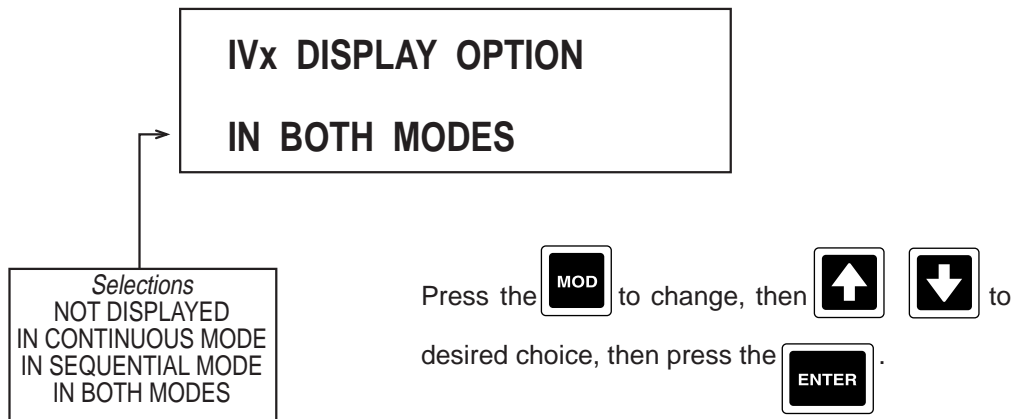 IVx DISPLAY OPTION
IN BOTH MODES
Selections
NOT DISPLAYED
IN CONTINUOUS MODE
IN SEQUENTIAL MODE
IN BOTH MODES
Press the MOD to change, then to
desired choice, then press the ENTER.